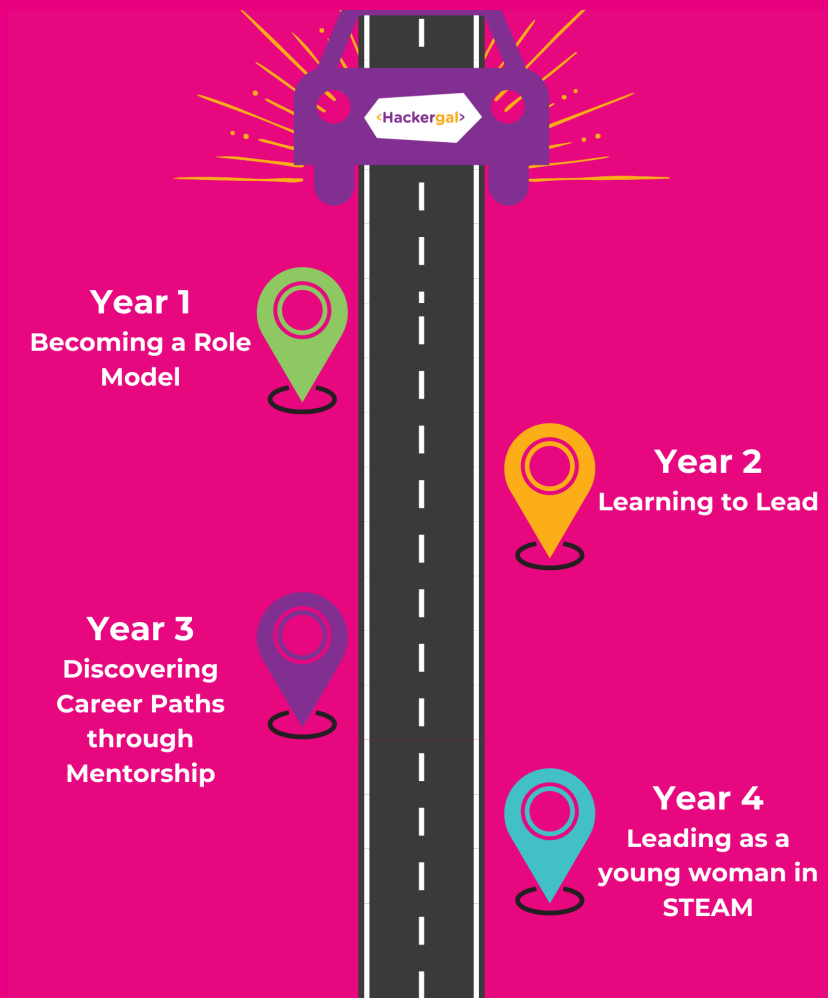 <Hackergal>
Year 1
Becoming a Role
Model
Year 2
Learning to Lead
Year 3
Discovering
Career Paths
through
Mentorship
Year 4
Leading as a
young woman in
STEAM